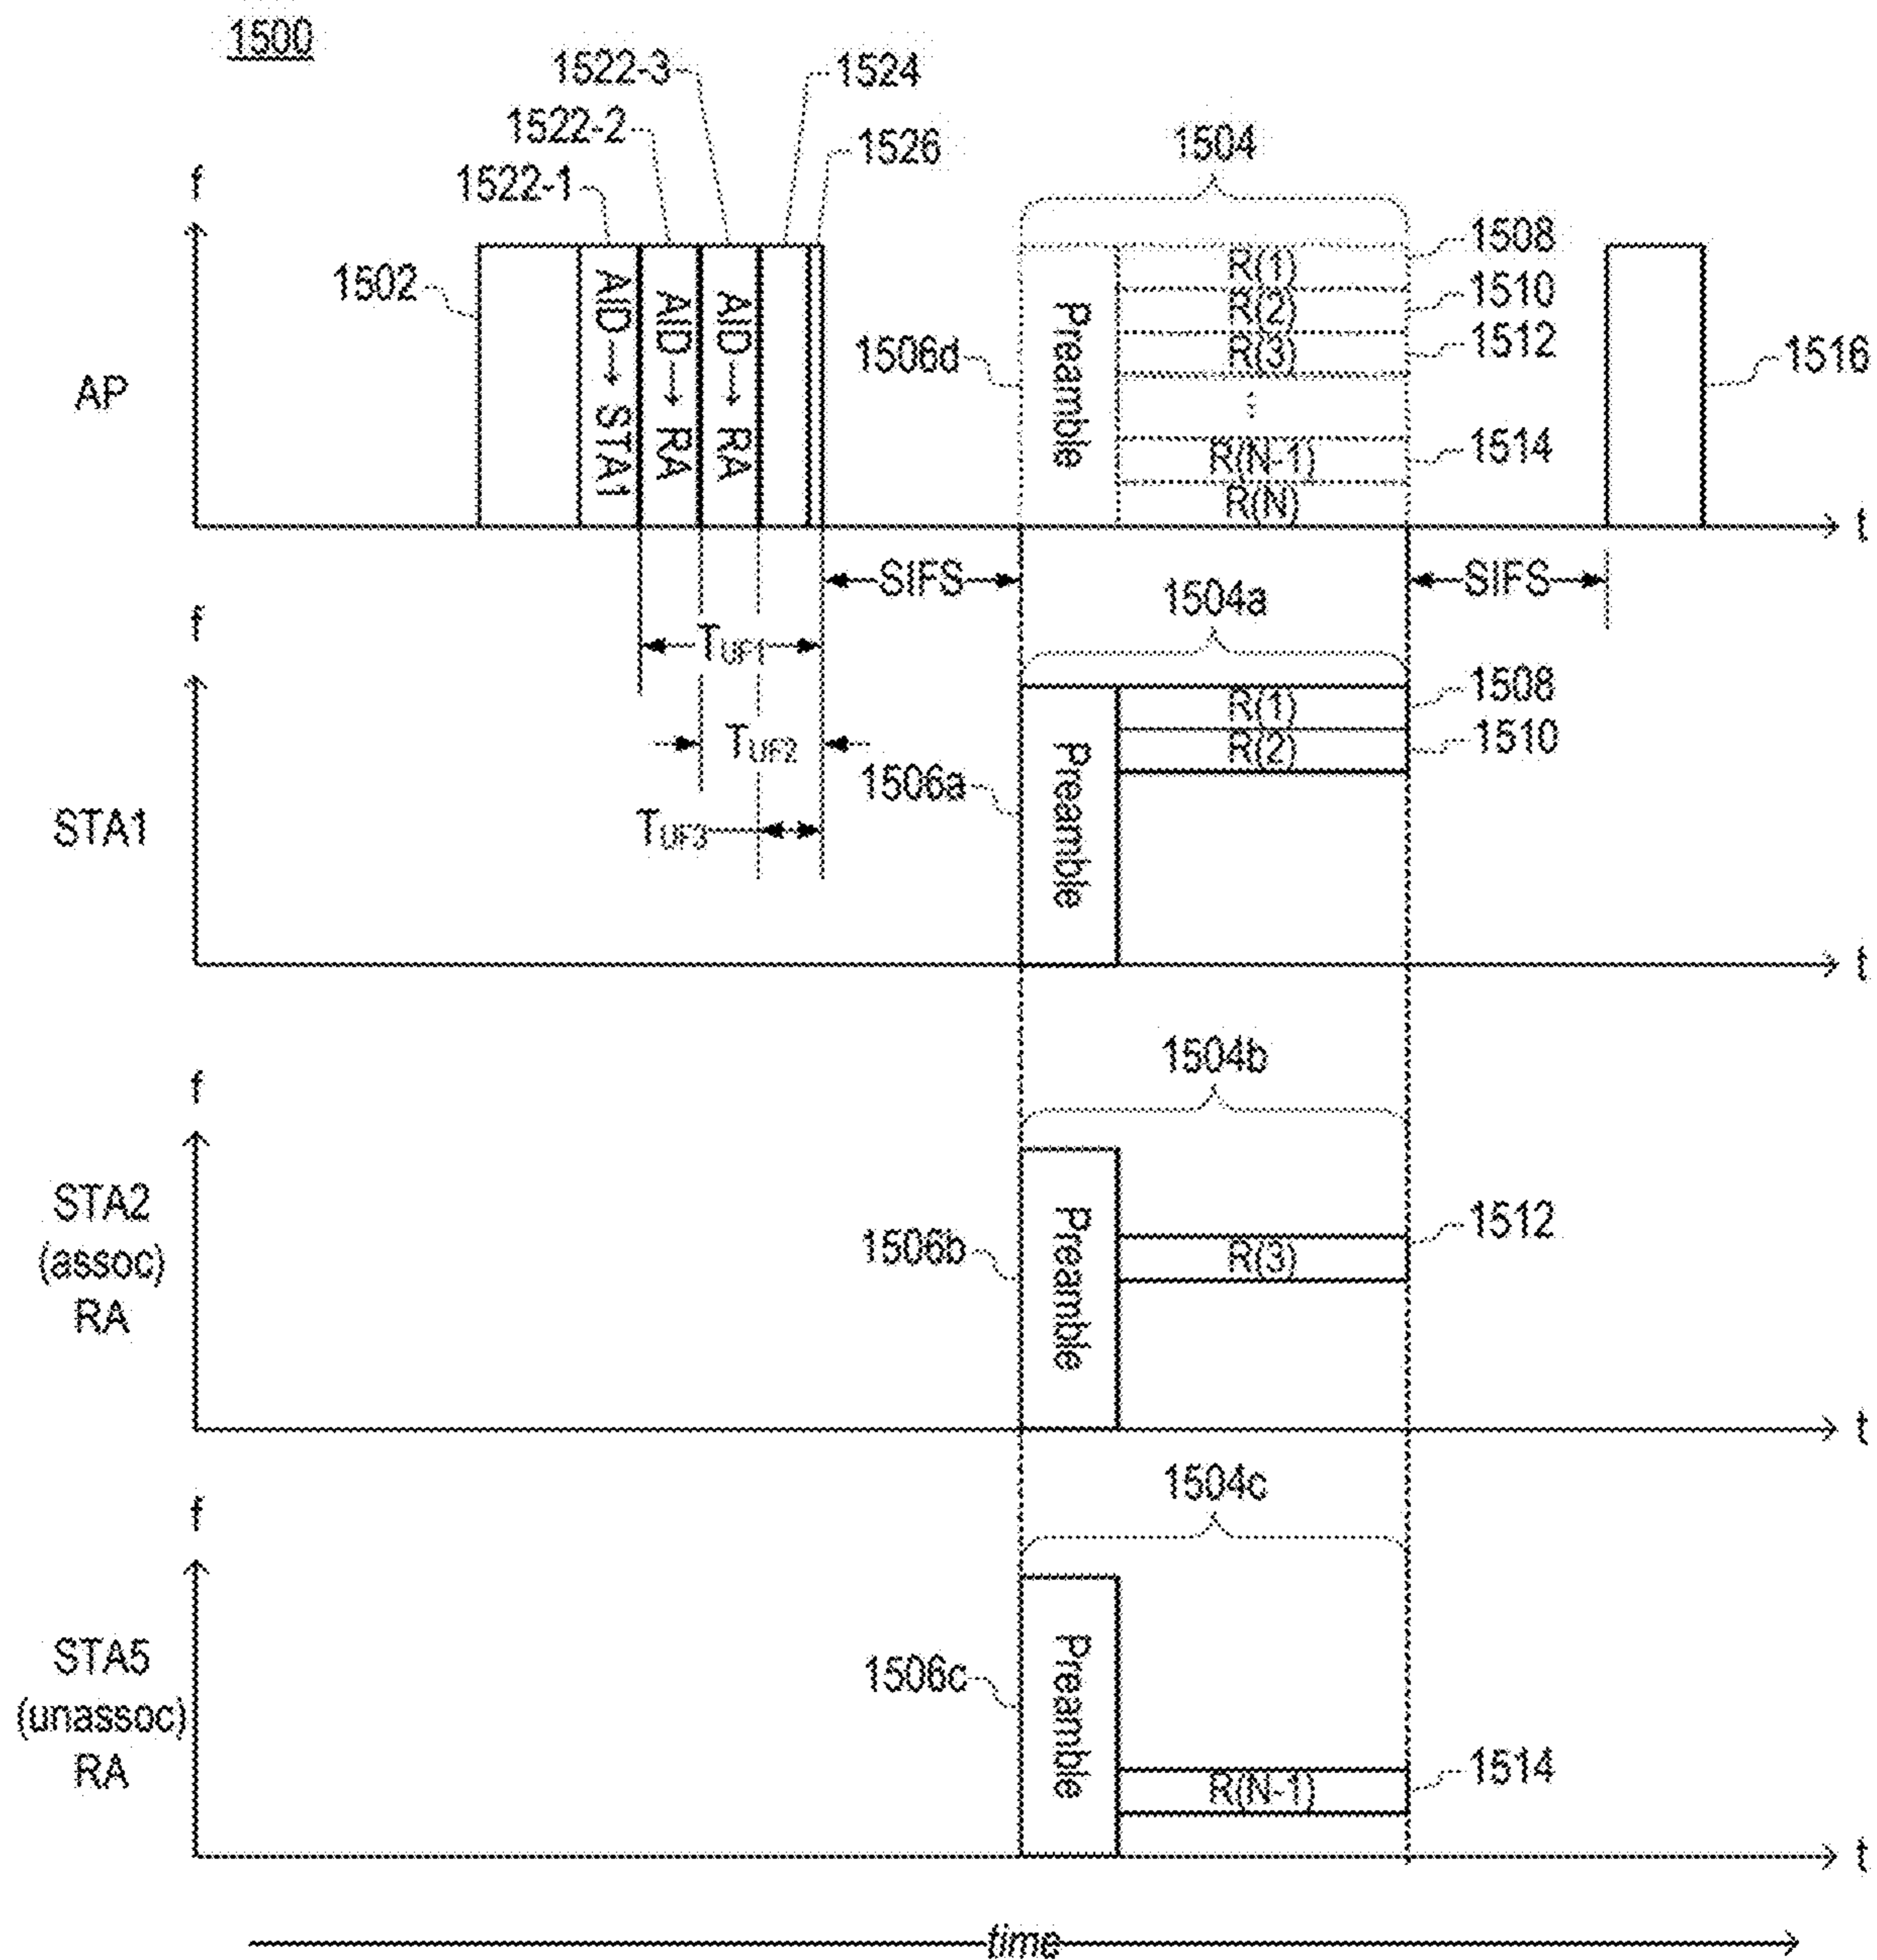 1500
1522-3
1524
1522-2
1526
1522-1
1504
f
1502
AID→STA1
AID→RA
AID→RA
1506d
Preamble
R(1)
1508
R(2)
1510
R(3)
1512
⋮
R(N-1)
1514
R(N)
1516
AP
t
SIFS
SIFS
1504a
f
TUF1
R(1)
1508
R(2)
1510
TUF2
1506a
Preamble
STA1
TUF3
t
1504b
f
STA2
(assoc)
RA
1506b
Preamble
R(3)
1512
t
1504c
f
STA5
(unassoc)
RA
1506c
Preamble
R(N-1)
1514
t
time